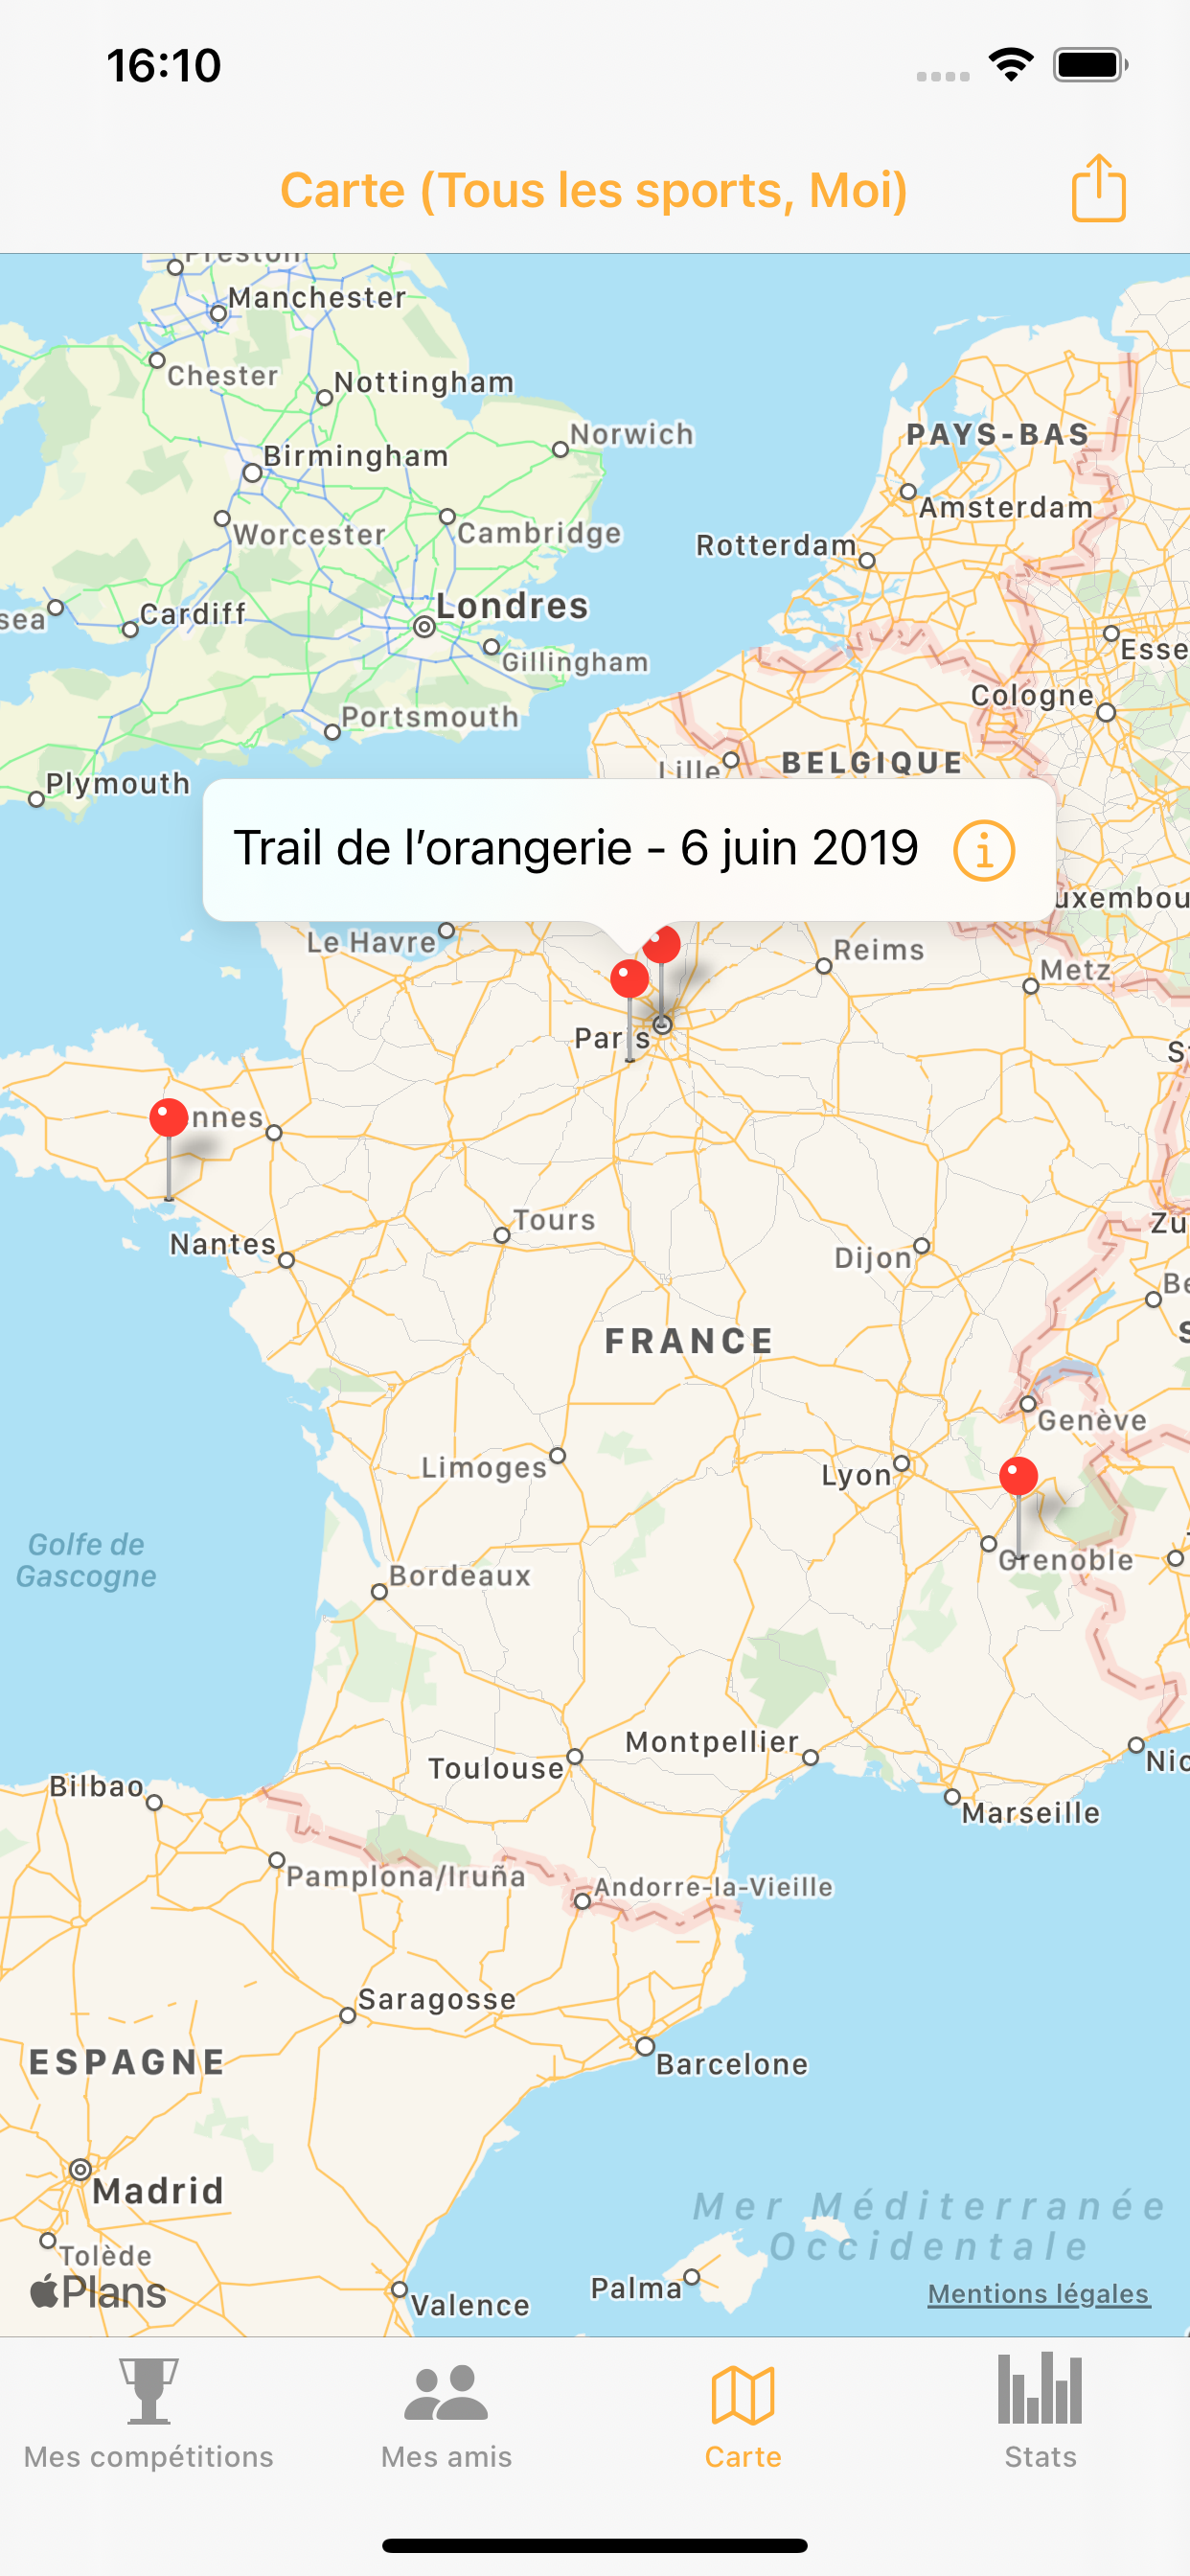 16:10
Carte (Tous les sports, Moi)
Preston
Manchester
Chester
Nottingham
Norwich
PAYS-BAS
Birmingham
Amsterdam
Worcester
Cambridge
Rotterdam
sea
Cardiff
Londres
Gillingham
Esse
Cologne
Portsmouth
Lille
BELGIQUE
Plymouth
Trail de l’orangerie - 6 juin 2019
uxembou
Le Havre
Reims
Metz
Par s
St
nnes
Nantes
Tours
Zu
Dijon
Be
FRANCE
S
Genève
Limoges
Lyon
Golfe de
Gascogne
Grenoble
Bordeaux
Montpellier
Toulouse
Nic
Bilbao
Marseille
Pamplona/Iruña
Andorre-la-Vieille
Saragosse
ESPAGNE
Barcelone
Madrid
Mer Méditerranée
Occidentale
Tolède
Plans
Palma
Mentions légales
Valence
Mes compétitions
Mes amis
Carte
Stats